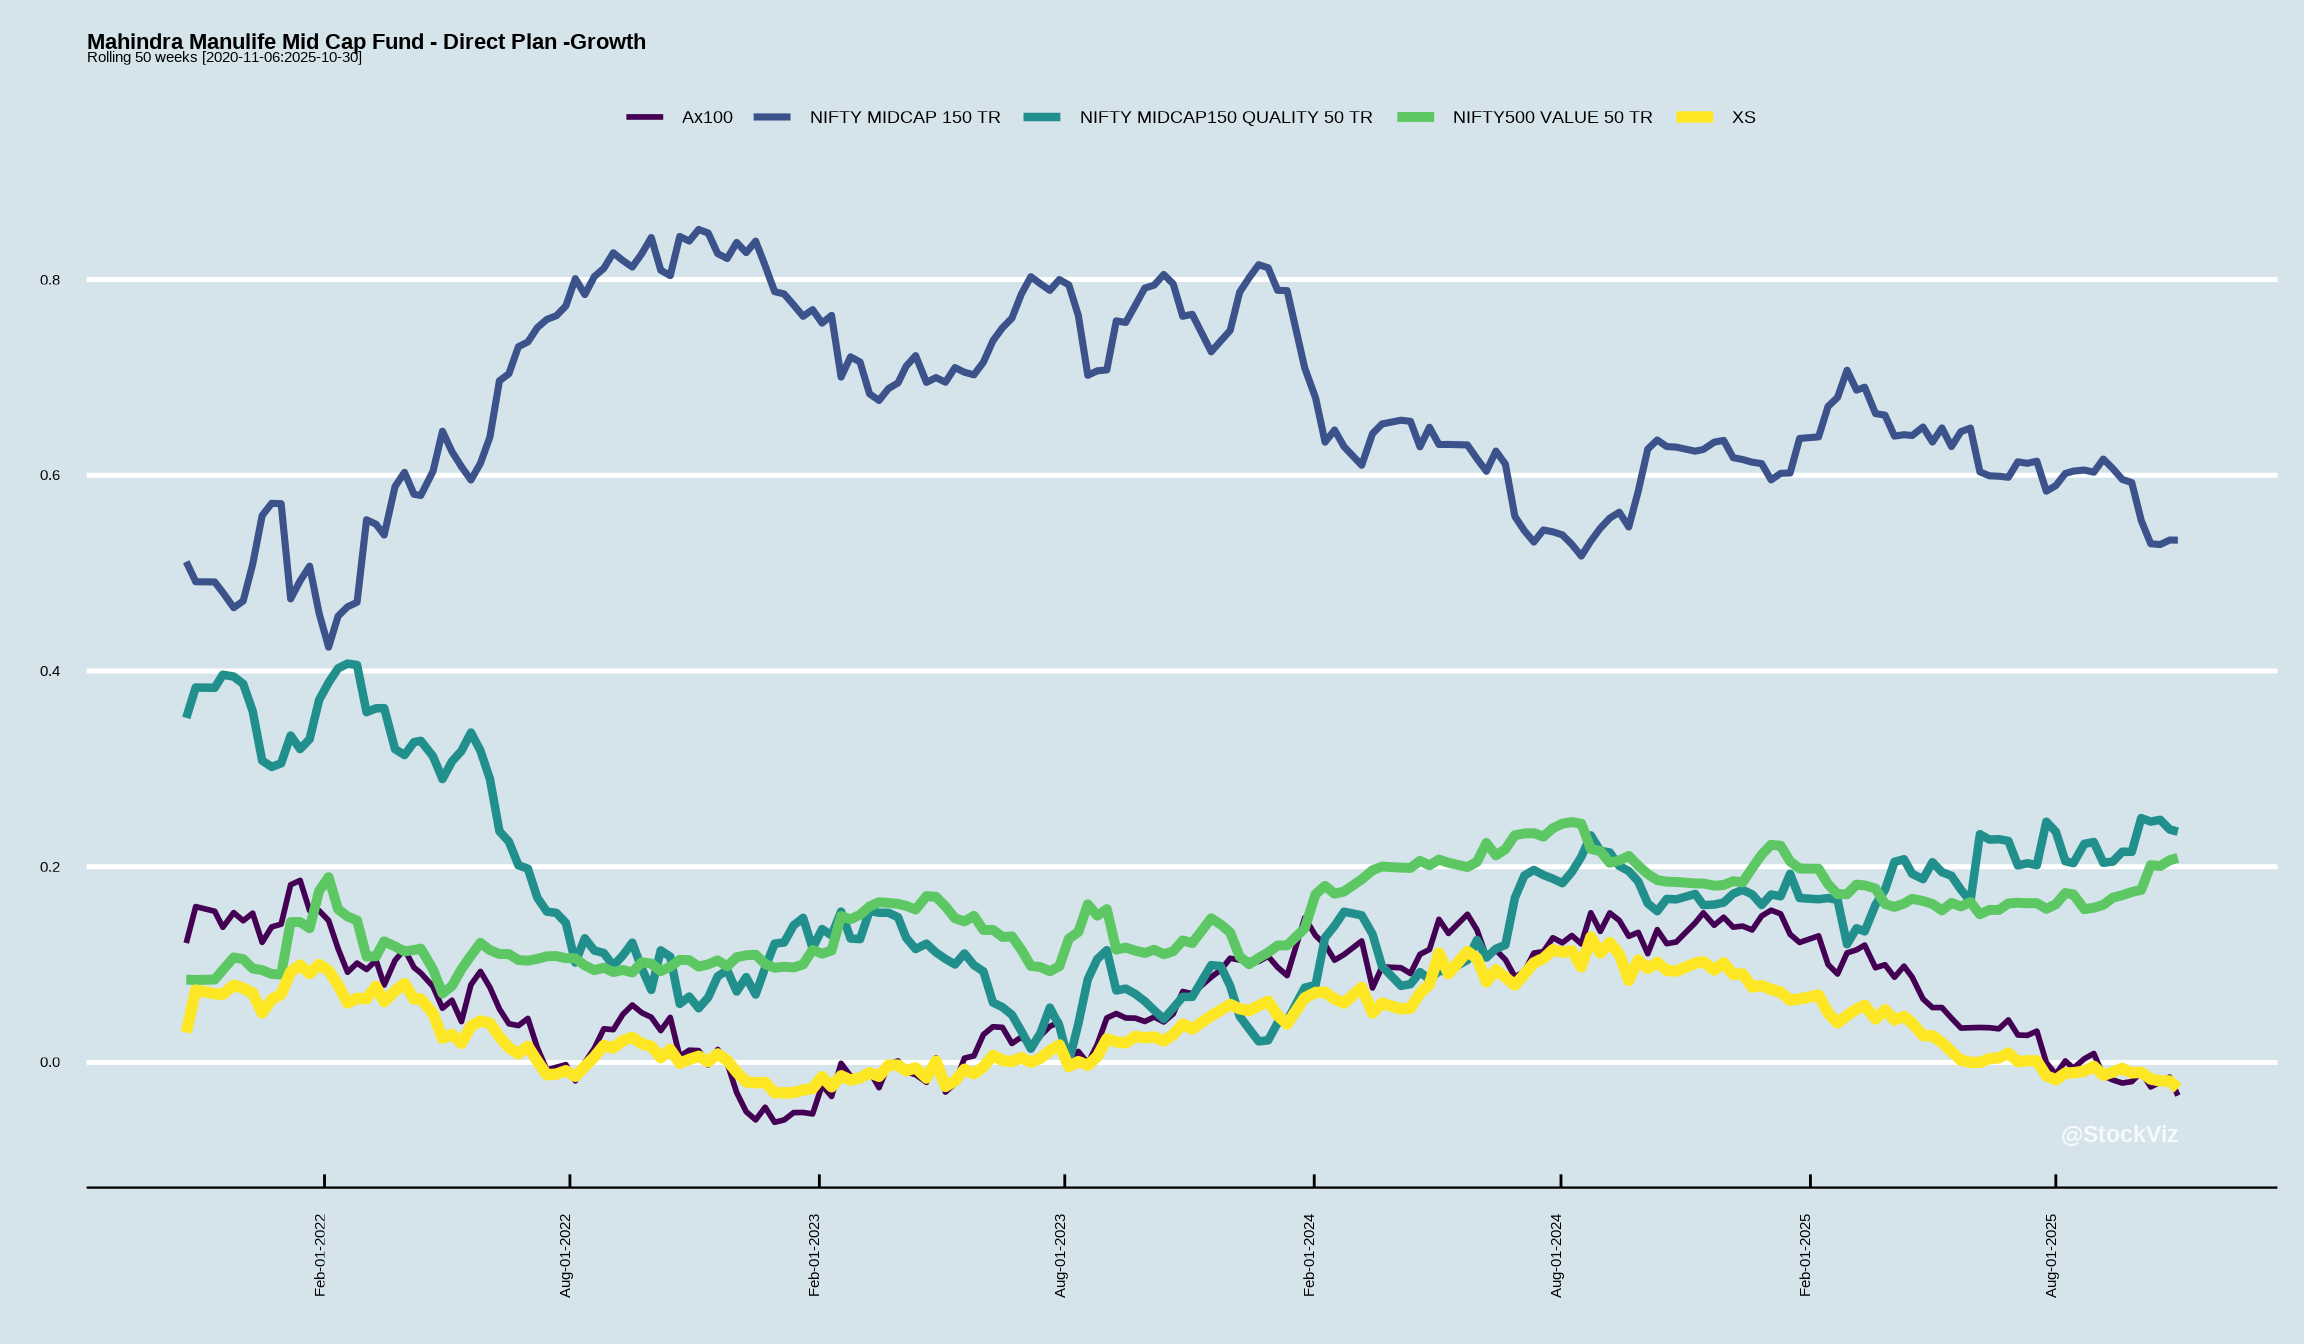 Mahindra Manulife Mid Cap Fund - Direct Plan -Growth
Rolling 50 weeks [2020-11-06:2025-10-30]
Ax100 NIFTY MIDCAP 150 TR NIFTY MIDCAP150 QUALITY 50 TR NIFTY500 VALUE 50 TR XS
0.8
0.6
0.4
0.2
0.0
@StockViz
Feb-01-2022
Aug-01-2022
Feb-01-2023
Aug-01-2023
Feb-01-2024
Aug-01-2024
Feb-01-2025
Aug-01-2025